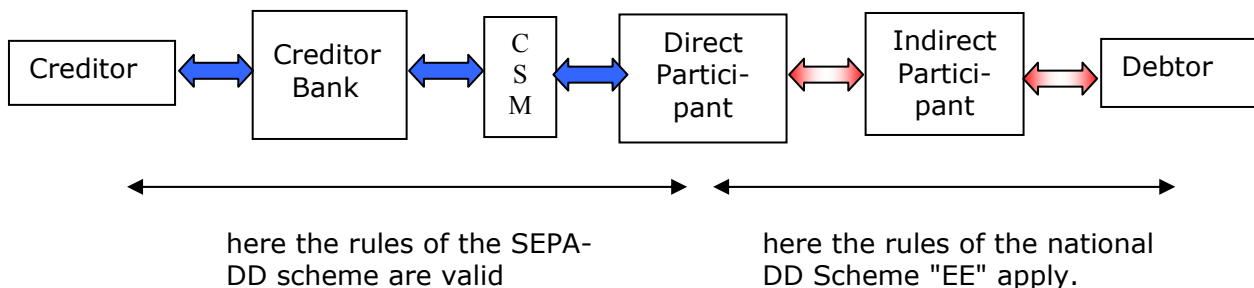 Creditor
Creditor
Bank
C
S
M
Direct
Partici-
pant
Indirect
Partici-
pant
Debtor
here the rules of the SEPA-
DD scheme are valid
here the rules of the national
DD Scheme "EE" apply.